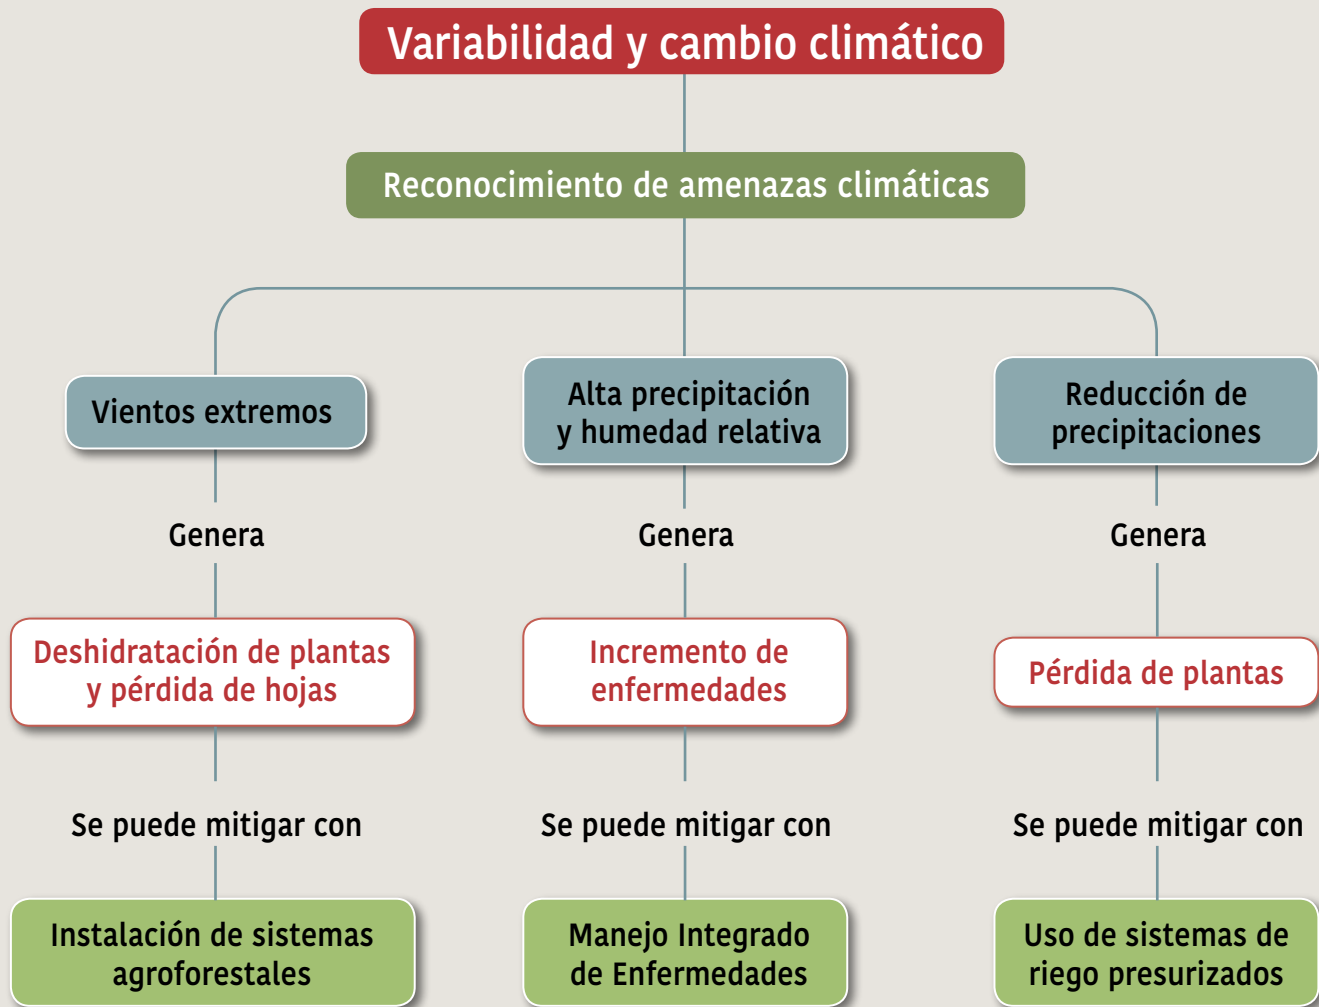 Variabilidad y cambio climático
Reconocimiento de amenazas climáticas
Vientos extremos
Alta precipitación
y humedad relativa
Reducción de
precipitaciones
Genera
Genera
Genera
Deshidratación de plantas
y pérdida de hojas
Incremento de
enfermedades
Pérdida de plantas
Se puede mitigar con
Se puede mitigar con
Se puede mitigar con
Instalación de sistemas
agroforestales
Manejo Integrado
de Enfermedades
Uso de sistemas de
riego presurizados